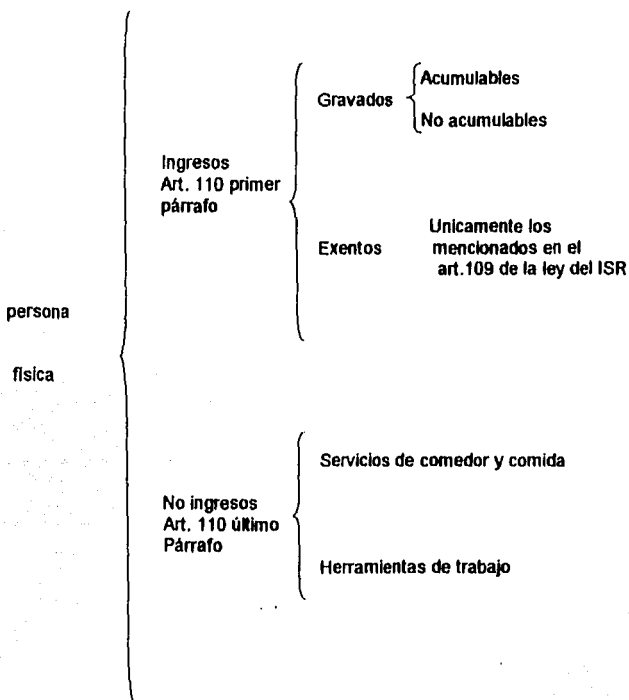 persona
física
Ingresos
Art. 110 primer
párrafo
Gravados
Acumulables
No acumulables
Exentos
Unicamente los
mencionados en el
art.109 de la ley del ISR
No ingresos
Art. 110 último
Párrafo
Servicios de comedor y comida
Herramientas de trabajo